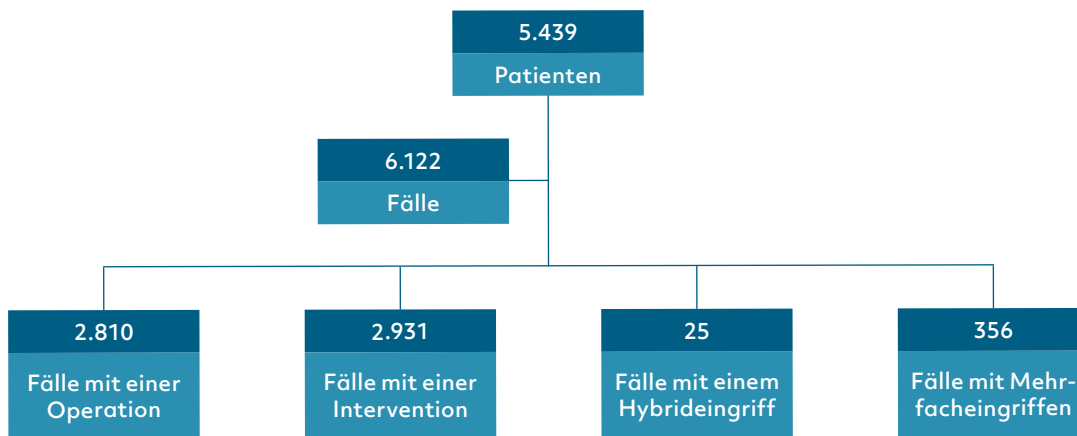 5.439
Patienten
6.122
Fälle
2.810
Fälle mit einer
Operation
2.931
Fälle mit einer
Intervention
25
Fälle mit einem
Hybrideingriff
356
Fälle mit Mehr-
facheingriffen